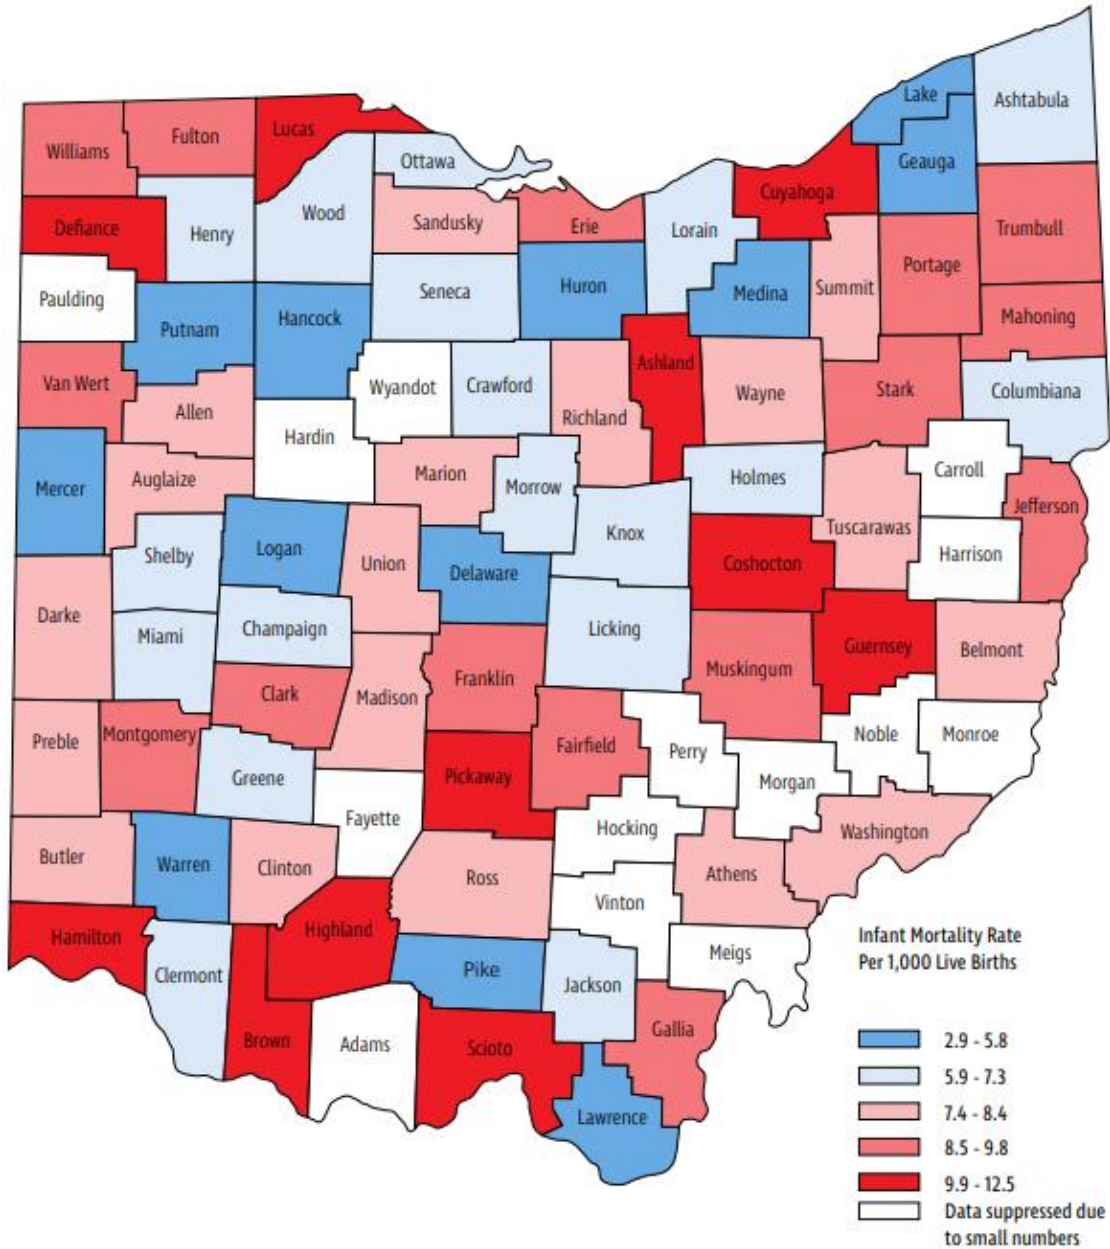 Lake
Ashtabula
Williams
Fulton
Lucas
Ottawa
Geauga
Cuyahoga
Defiance
Henry
Wood
Sandusky
Erie
Lorain
Trumbull
Paulding
Putnam
Hancock
Seneca
Huron
Medina
Summit
Portage
Mahoning
Van Wert
Allen
Wyandot
Crawford
Richland
Ashland
Wayne
Stark
Columbiana
Hardin
Mercer
Auglaize
Marion
Morrow
Holmes
Carroll
Jefferson
Shelby
Logan
Union
Delaware
Knox
Coshocton
Tuscarawas
Harrison
Darke
Miami
Champaign
Licking
Muskingum
Guernsey
Belmont
Clark
Madison
Franklin
Preble
Montgomery
Greene
Pickaway
Fairfield
Perry
Noble
Monroe
Fayette
Morgan
Butler
Warren
Clinton
Ross
Hocking
Athens
Washington
Vinton
Hamilton
Highland
Meigs
Clermont
Pike
Jackson
Brown
Adams
Scioto
Gallia
Lawrence
Infant Mortality Rate
Per 1,000 Live Births
2.9 - 5.8
5.9 - 7.3
7.4 - 8.4
8.5 - 9.8
9.9 - 12.5
Data suppressed due
to small numbers